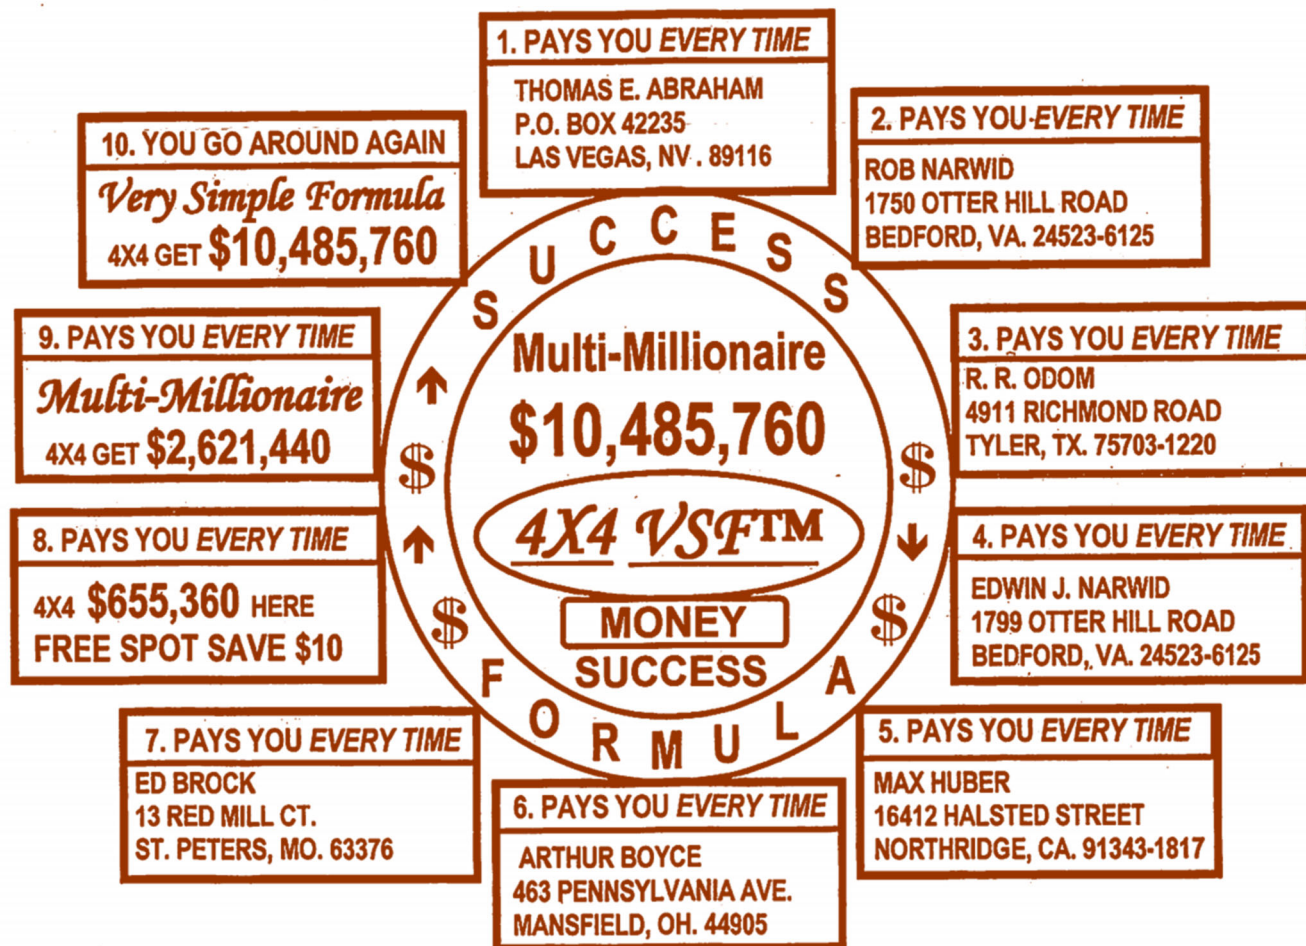 1. PAYS YOU EVERY TIME
THOMAS E. ABRAHAM
P.O. BOX 42235
LAS VEGAS, NV. 89116
2. PAYS YOU EVERY TIME
ROB NARWID
1750 OTTER HILL ROAD
BEDFORD, VA. 24523-6125
3. PAYS YOU EVERY TIME
R. R. ODOM
4911 RICHMOND ROAD
TYLER, TX. 75703-1220
4. PAYS YOU EVERY TIME
EDWIN J. NARWID
1799 OTTER HILL ROAD
BEDFORD, VA. 24523-6125
5. PAYS YOU EVERY TIME
MAX HUBER
16412 HALSTED STREET
NORTHRIDGE, CA. 91343-1817
6. PAYS YOU EVERY TIME
ARTHUR BOYCE
463 PENNSYLVANIA AVE.
MANSFIELD, OH. 44905
7. PAYS YOU EVERY TIME
ED BROCK
13 RED MILL CT.
ST. PETERS, MO. 63376
8. PAYS YOU EVERY TIME
4X4 $655,360 HERE
FREE SPOT SAVE $10
9. PAYS YOU EVERY TIME
Multi-Millionaire
4X4 GET $2,621,440
10. YOU GO AROUND AGAIN
Very Simple Formula
4X4 GET $10,485,760
SUCCESS
$ $
$ $
FORMULA
Multi-Millionaire
$10,485,760
4X4 VSF™
MONEY
SUCCESS